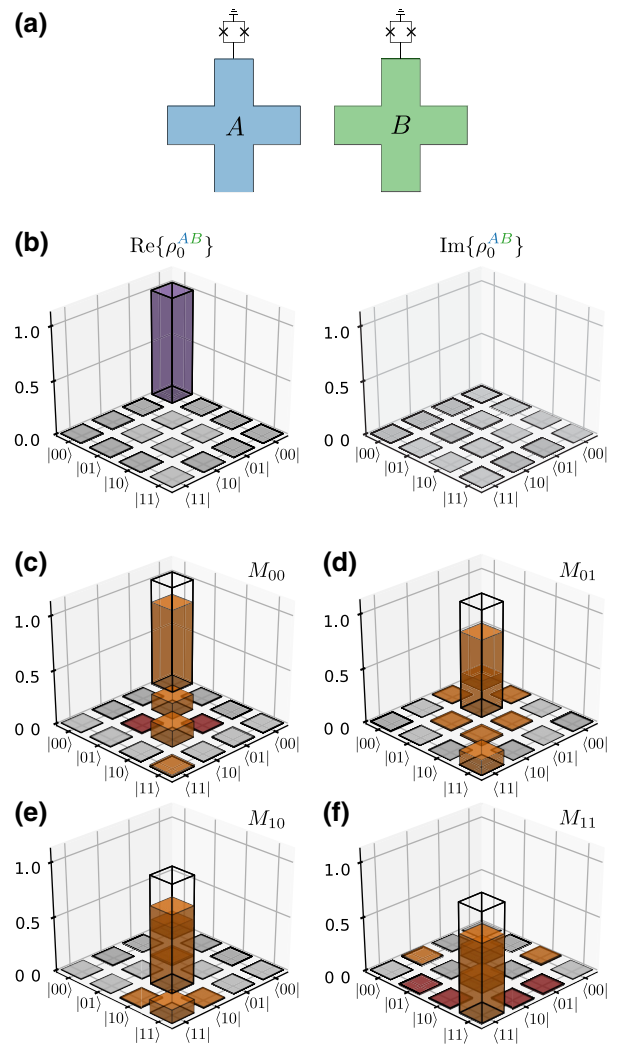 (a)
A B
(b) Re{ρ₀ᴬᴮ} Im{ρ₀ᴬᴮ}
1.0 1.0
0.5 0.5
0.0 0 0
|00⟩ |01⟩ |10⟩ |11⟩ ⟨11| ⟨10| ⟨01| ⟨00| |00⟩ |01⟩ |10⟩ |11⟩ ⟨11| ⟨10| ⟨01| ⟨00|
(c) M₀₀ (d) M₀₁
1.0 1.0
0.5 0.5
0 0 0 0
|00⟩ |01⟩ |10⟩ |11⟩ ⟨11| ⟨10| ⟨01| ⟨00| |00⟩ |01⟩ |10⟩ |11⟩ ⟨11| ⟨10| ⟨01| ⟨00|
(e) M₁₀ (f) M₁₁
1.0 1.0
0.5 0.5
0 0 0 0
|00⟩ |01⟩ |10⟩ |11⟩ ⟨11| ⟨10| ⟨01| ⟨00| |00⟩ |01⟩ |10⟩ |11⟩ ⟨11| ⟨10| ⟨01| ⟨00|